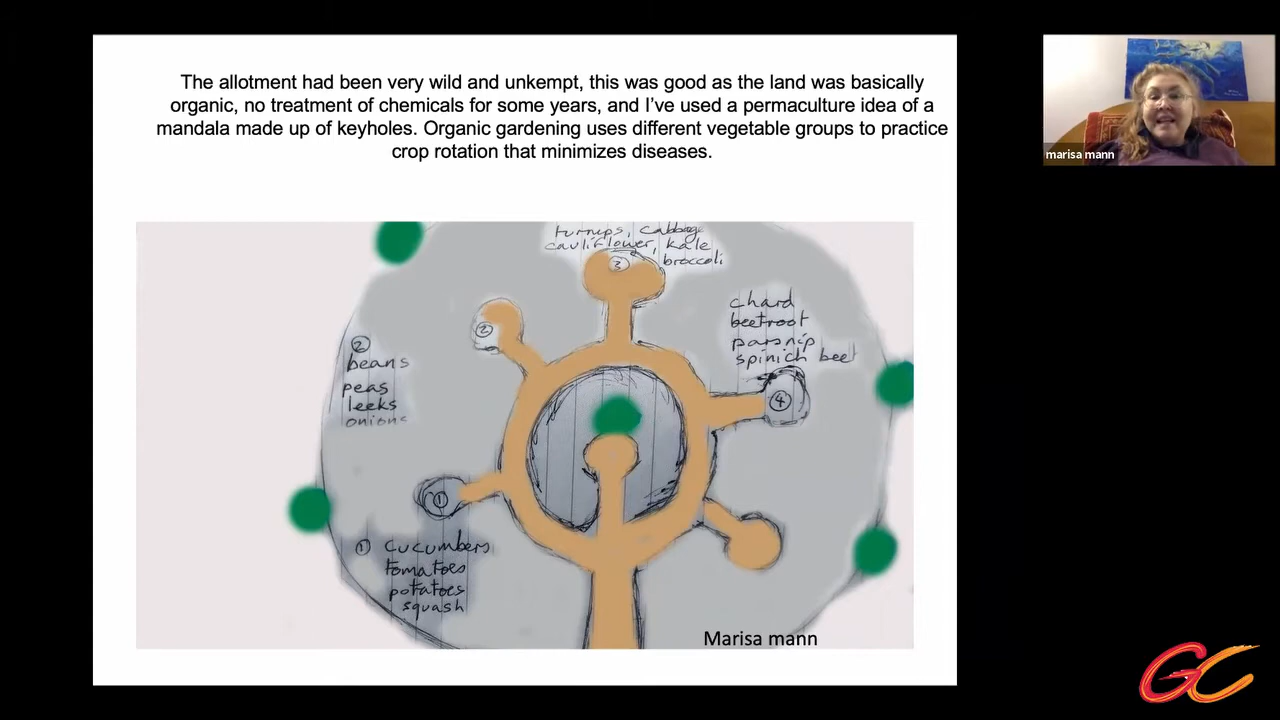 The allotment had been very wild and unkempt, this was good as the land was basically
organic, no treatment of chemicals for some years, and I've used a permaculture idea of a
mandala made up of keyholes. Organic gardening uses different vegetable groups to practice
crop rotation that minimizes diseases.
marisa mann
turnups, cabbage
cauliflower, kale
③ broccoli
②
chard
beetroot
parsnip
spinich beet
④
②
beans
peas
leeks
onions
①
① cucumbers
tomatoes
potatoes
squash
Marisa mann
GC